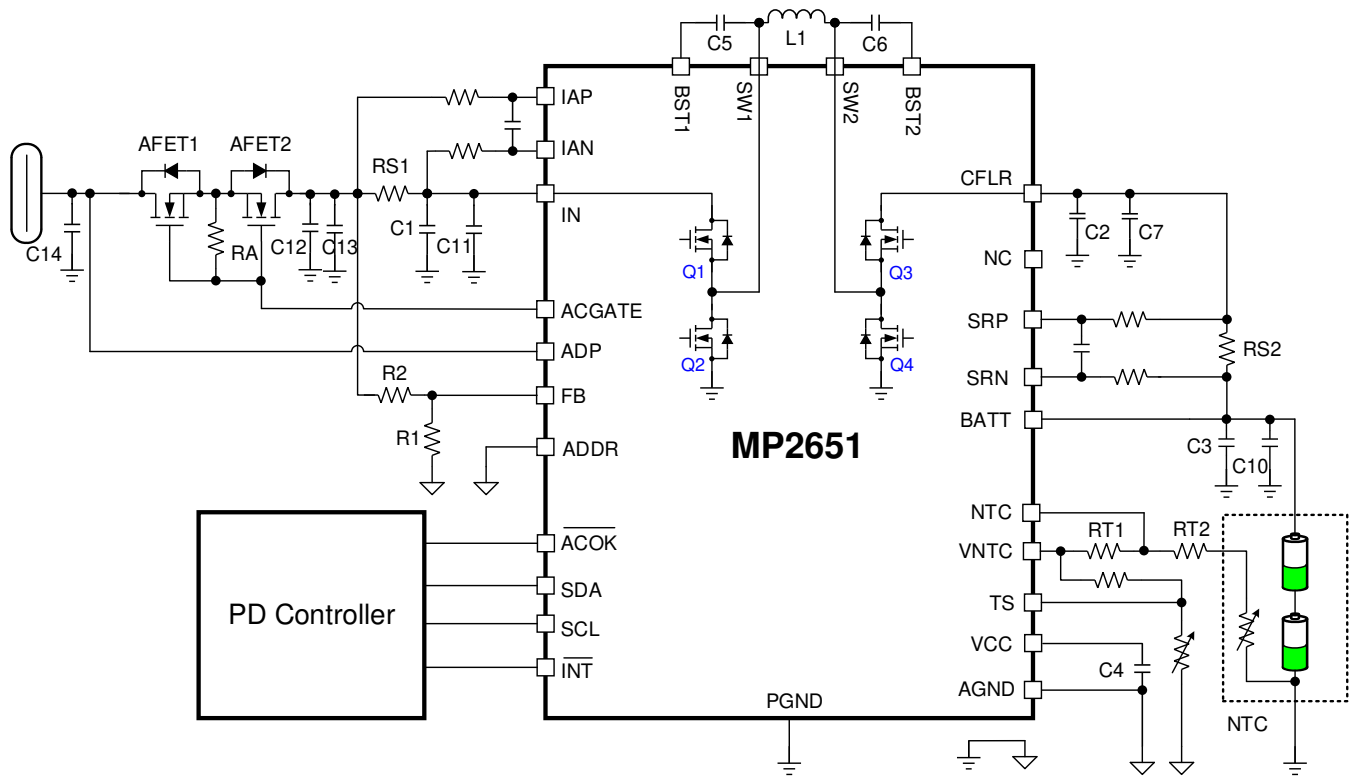 C5
L1
C6
BST1
SW1
SW2
BST2
IAP
IAN
IN
AFET1
AFET2
RS1
C14
RA
C12
C13
C1
C11
ACGATE
ADP
R2
FB
R1
ADDR
Q1
Q2
Q3
Q4
MP2651
CFLR
C2
C7
NC
SRP
RS2
SRN
BATT
C3
C10
NTC
RT1
RT2
VNTC
TS
VCC
C4
AGND
NTC
PD Controller
ACOK
SDA
SCL
INT
PGND